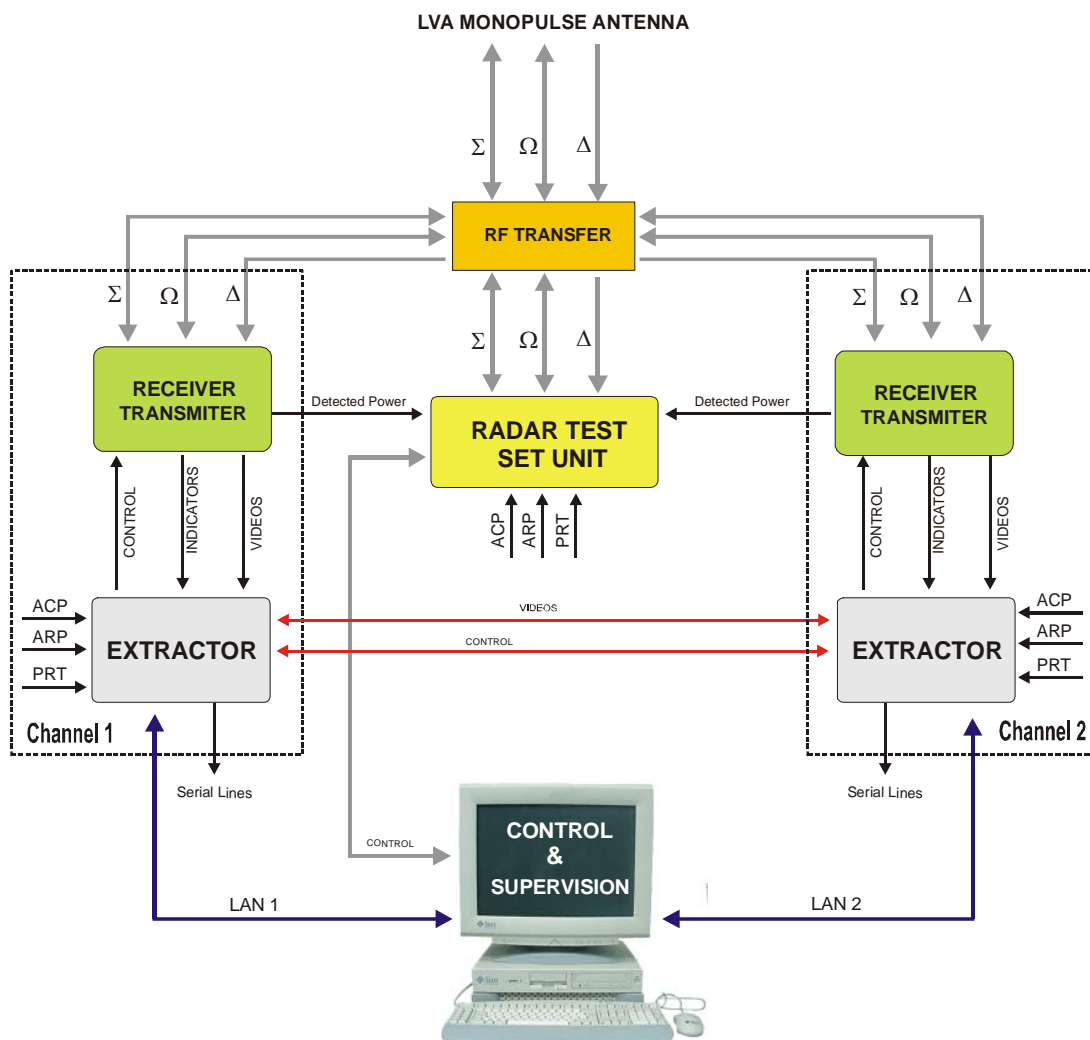 LVA MONOPULSE ANTENNA
Σ Ω Δ
RF TRANSFER
Σ Ω Δ
Σ Ω Δ
Σ Ω Δ
RECEIVER
TRANSMITER
Detected Power
RADAR TEST
SET UNIT
Detected Power
RECEIVER
TRANSMITER
CONTROL
INDICATORS
VIDEOS
ACP
ARP
PRT
CONTROL
INDICATORS
VIDEOS
ACP
ARP
PRT
EXTRACTOR
VIDEOS
CONTROL
EXTRACTOR
ACP
ARP
PRT
Channel 1
Channel 2
Serial Lines
Serial Lines
CONTROL
CONTROL
&
SUPERVISION
LAN 1
LAN 2
Sun